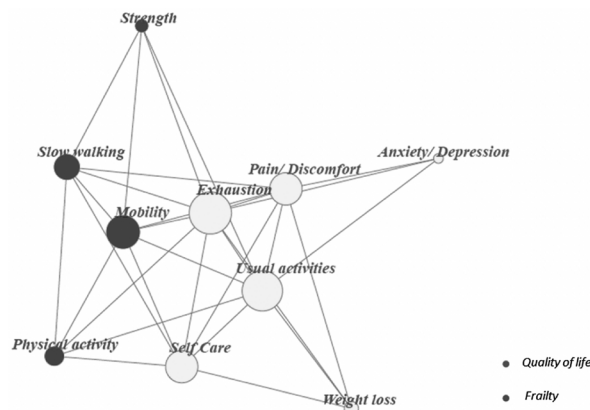 Strength
Slow walking
Anxiety/ Depression
Pain/ Discomfort
Exhaustion
Mobility
Usual activities
Physical activity
Self Care
Quality of life
Frailty
Weight loss